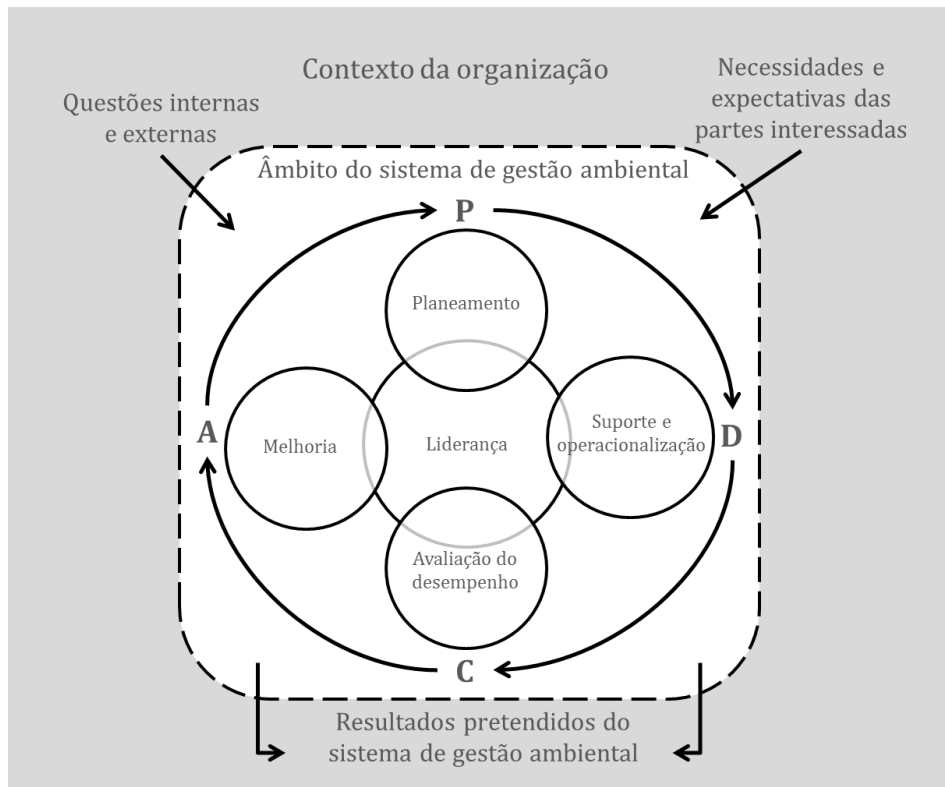 Contexto da organização
Questões internas
e externas
Necessidades e
expectativas das
partes interessadas
Âmbito do sistema de gestão ambiental
P
Planeamento
A
Melhoria
Liderança
Suporte e
operacionalização
D
Avaliação do
desempenho
C
Resultados pretendidos do
sistema de gestão ambiental